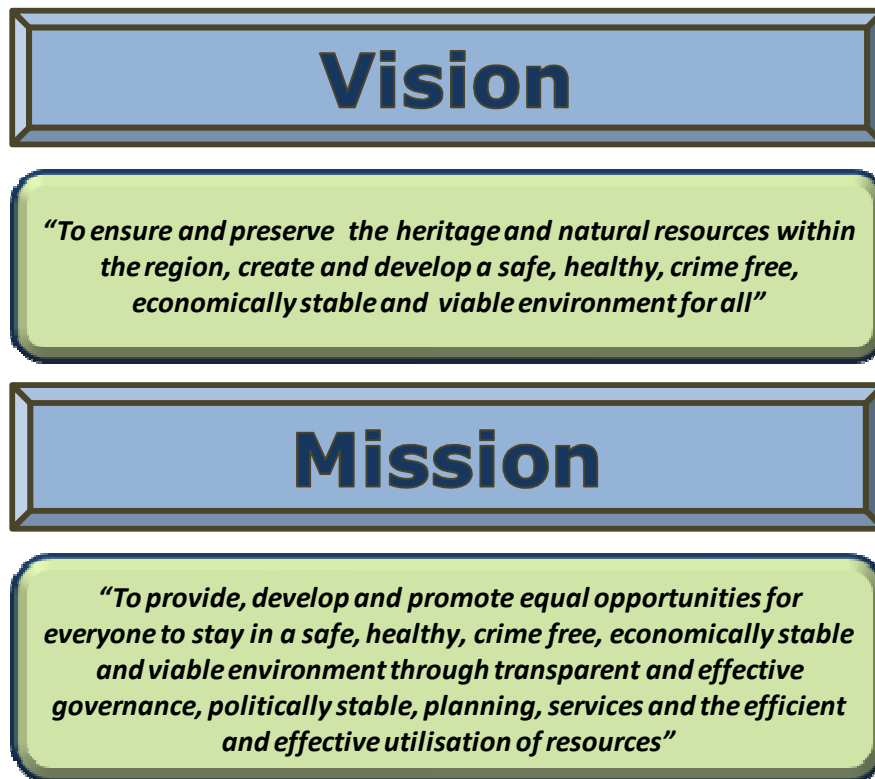 Vision
“To ensure and preserve the heritage and natural resources within
the region, create and develop a safe, healthy, crime free,
economically stable and viable environment for all”
Mission
“To provide, develop and promote equal opportunities for
everyone to stay in a safe, healthy, crime free, economically stable
and viable environment through transparent and effective
governance, politically stable, planning, services and the efficient
and effective utilisation of resources”